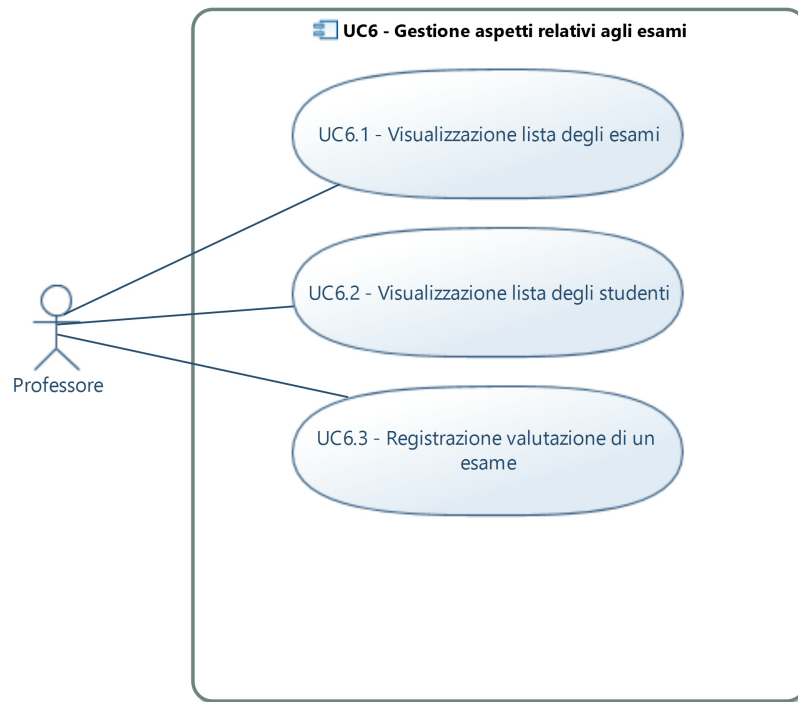 UC6 - Gestione aspetti relativi agli esami
UC6.1 - Visualizzazione lista degli esami
UC6.2 - Visualizzazione lista degli studenti
Professore
UC6.3 - Registrazione valutazione di un
esame